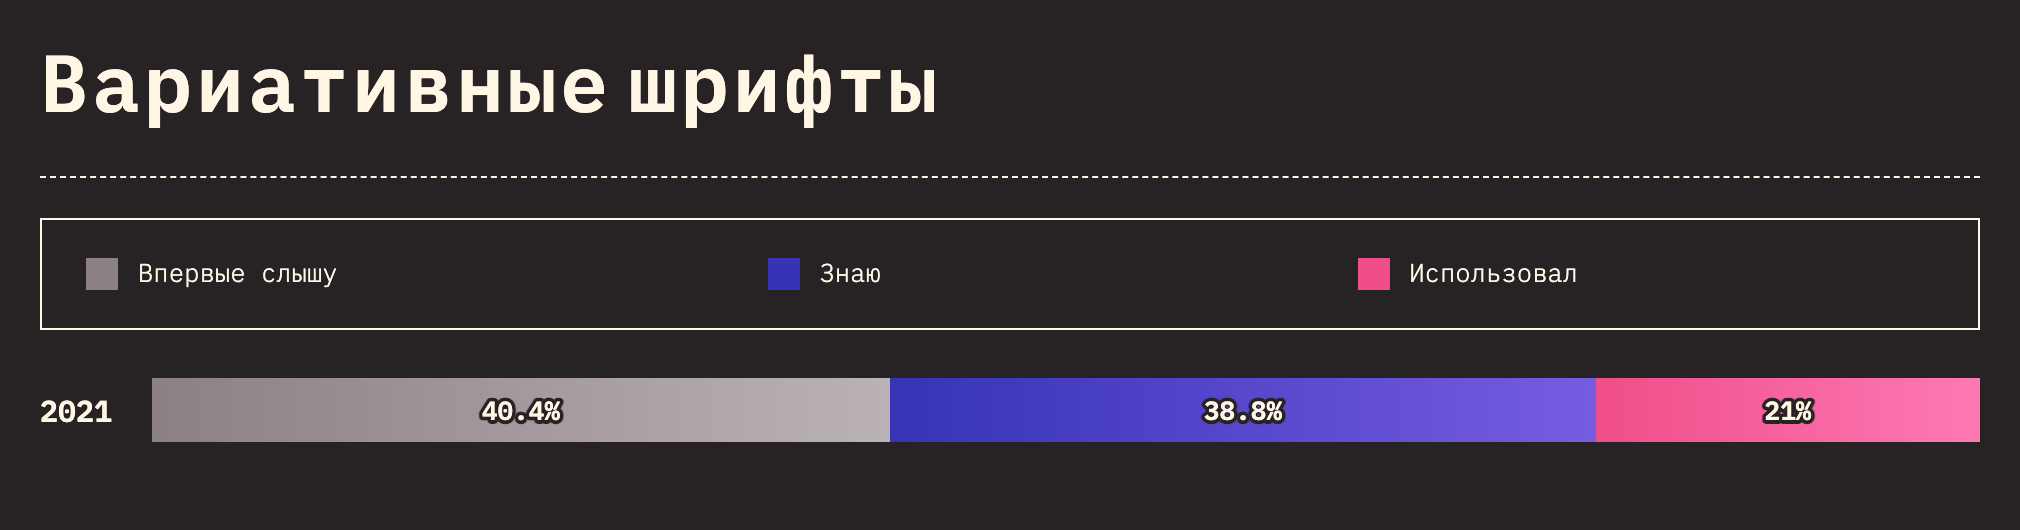 Вариативные шрифты
Впервые слышу Знаю Использовал
2021 40.4% 38.8% 21%